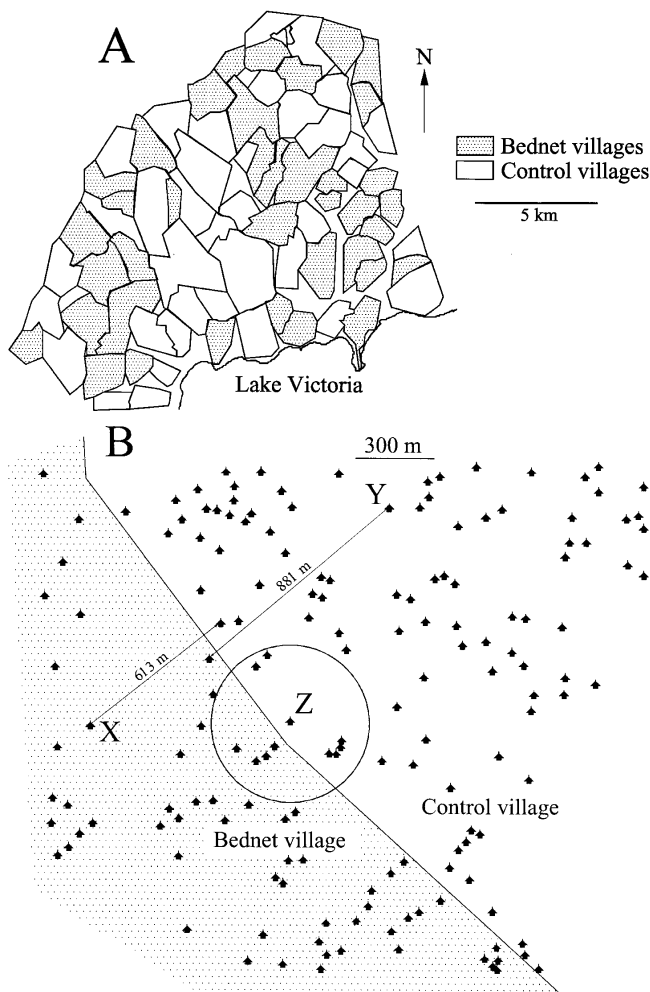 A
N
Bednet villages
Control villages
5 km
Lake Victoria
B
300 m
Y
881 m
613 m
X
Z
Control village
Bednet village